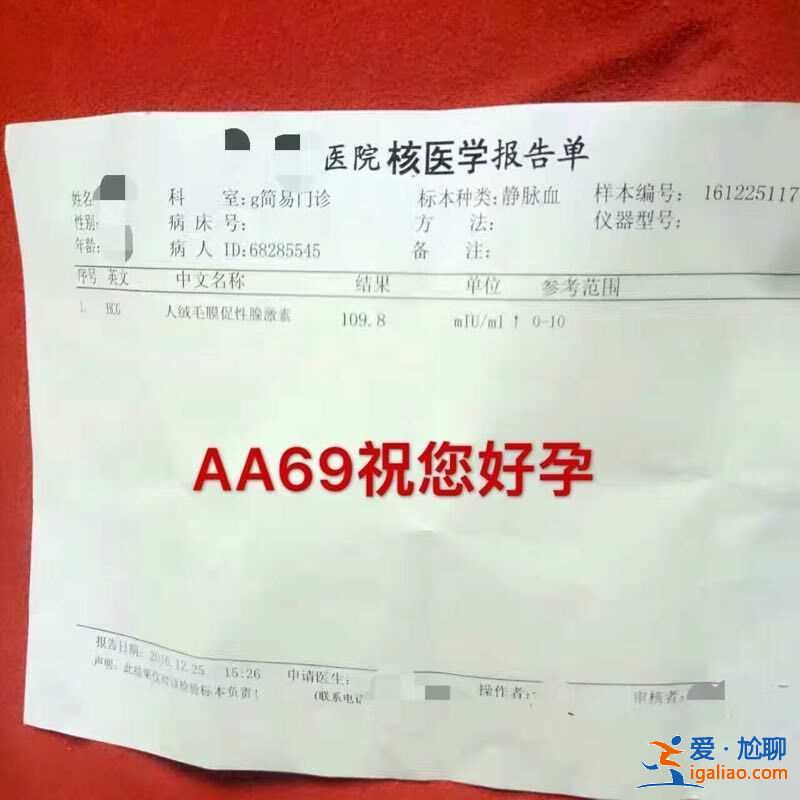 医院核医学报告单
姓名 科 室:g简易门诊 标本种类:静脉血 样本编号: 161225117
性别: 病 床 号: 方 法: 仪器型号:
年龄: 病 人 ID:68285545 备 注:
序号 英文 中文名称 结果 单位 参考范围
1. HCG 人绒毛膜促性腺激素 109.8 mIU/ml ↑ 0-10
AA69祝您好孕
报告日期: 2016.12.25 15:26 申请医生: 操作者: 审核者:
声明: 此结果仅对该检验标本负责! (联系电话
爱·尬聊
igaliao.com